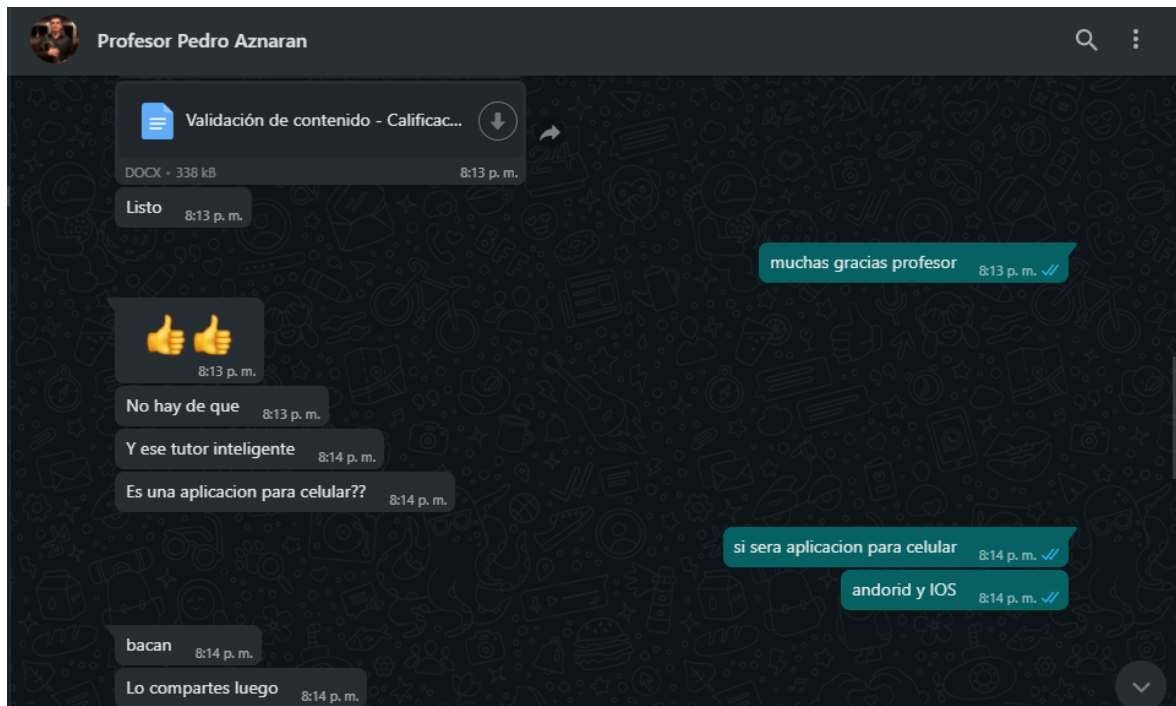 Profesor Pedro Aznaran
Validación de contenido - Calificac...
DOCX • 338 kB 8:13 p. m.
Listo 8:13 p. m.
muchas gracias profesor 8:13 p. m.
👍👍
8:13 p. m.
No hay de que 8:13 p. m.
Y ese tutor inteligente 8:14 p. m.
Es una aplicacion para celular?? 8:14 p. m.
si sera aplicacion para celular 8:14 p. m.
andorid y IOS 8:14 p. m.
bacan 8:14 p. m.
Lo compartes luego 8:14 p. m.